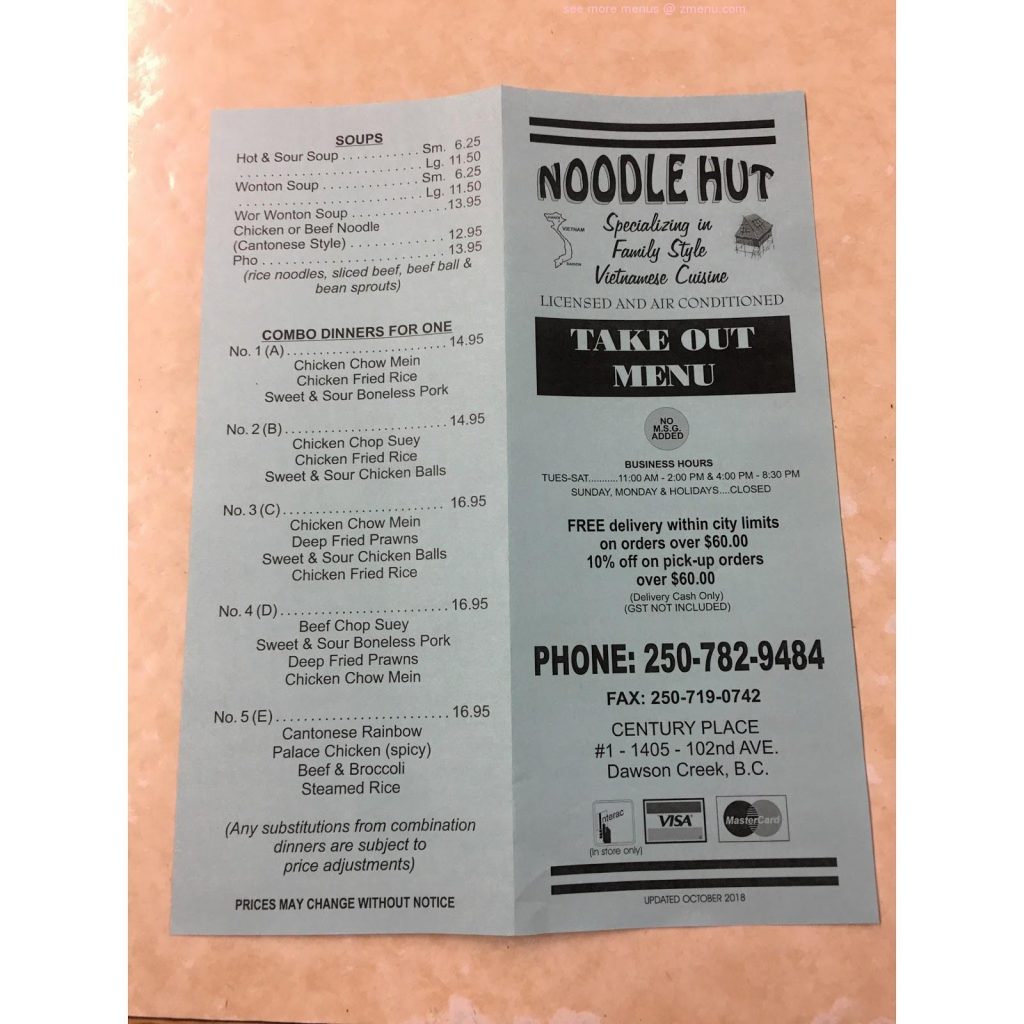 see more menus @ zmenu.com
SOUPS
Hot & Sour Soup . . . . . . . . . . . Sm. 6.25
. . . . . . . . . . . . . . . . . . . . . . . . . Lg. 11.50
Wonton Soup . . . . . . . . . . . . . . Sm. 6.25
. . . . . . . . . . . . . . . . . . . . . . . . . Lg. 11.50
Wor Wonton Soup . . . . . . . . . . . . .13.95
Chicken or Beef Noodle
(Cantonese Style) . . . . . . . . . . . . . 12.95
Pho . . . . . . . . . . . . . . . . . . . . . . . . . 13.95
(rice noodles, sliced beef, beef ball &
bean sprouts)
COMBO DINNERS FOR ONE
No. 1 (A) . . . . . . . . . . . . . . . . . . . . . . . . 14.95
Chicken Chow Mein
Chicken Fried Rice
Sweet & Sour Boneless Pork
No. 2 (B) . . . . . . . . . . . . . . . . . . . . . . . . 14.95
Chicken Chop Suey
Chicken Fried Rice
Sweet & Sour Chicken Balls
No. 3 (C) . . . . . . . . . . . . . . . . . . . . . . . 16.95
Chicken Chow Mein
Deep Fried Prawns
Sweet & Sour Chicken Balls
Chicken Fried Rice
No. 4 (D) . . . . . . . . . . . . . . . . . . . . . . . . 16.95
Beef Chop Suey
Sweet & Sour Boneless Pork
Deep Fried Prawns
Chicken Chow Mein
No. 5 (E) . . . . . . . . . . . . . . . . . . . . . . . . 16.95
Cantonese Rainbow
Palace Chicken (spicy)
Beef & Broccoli
Steamed Rice
(Any substitutions from combination
dinners are subject to
price adjustments)
PRICES MAY CHANGE WITHOUT NOTICE
NOODLE HUT
VIETNAM
Specializing in
Family Style
Vietnamese Cuisine
LICENSED AND AIR CONDITIONED
TAKE OUT
MENU
NO
M.S.G.
ADDED
BUSINESS HOURS
TUES-SAT...........11:00 AM - 2:00 PM & 4:00 PM - 8:30 PM
SUNDAY, MONDAY & HOLIDAYS....CLOSED
FREE delivery within city limits
on orders over $60.00
10% off on pick-up orders
over $60.00
(Delivery Cash Only)
(GST NOT INCLUDED)
PHONE: 250-782-9484
FAX: 250-719-0742
CENTURY PLACE
#1 - 1405 - 102nd AVE.
Dawson Creek, B.C.
Interac
VISA
MasterCard
(In store only)
UPDATED OCTOBER 2018